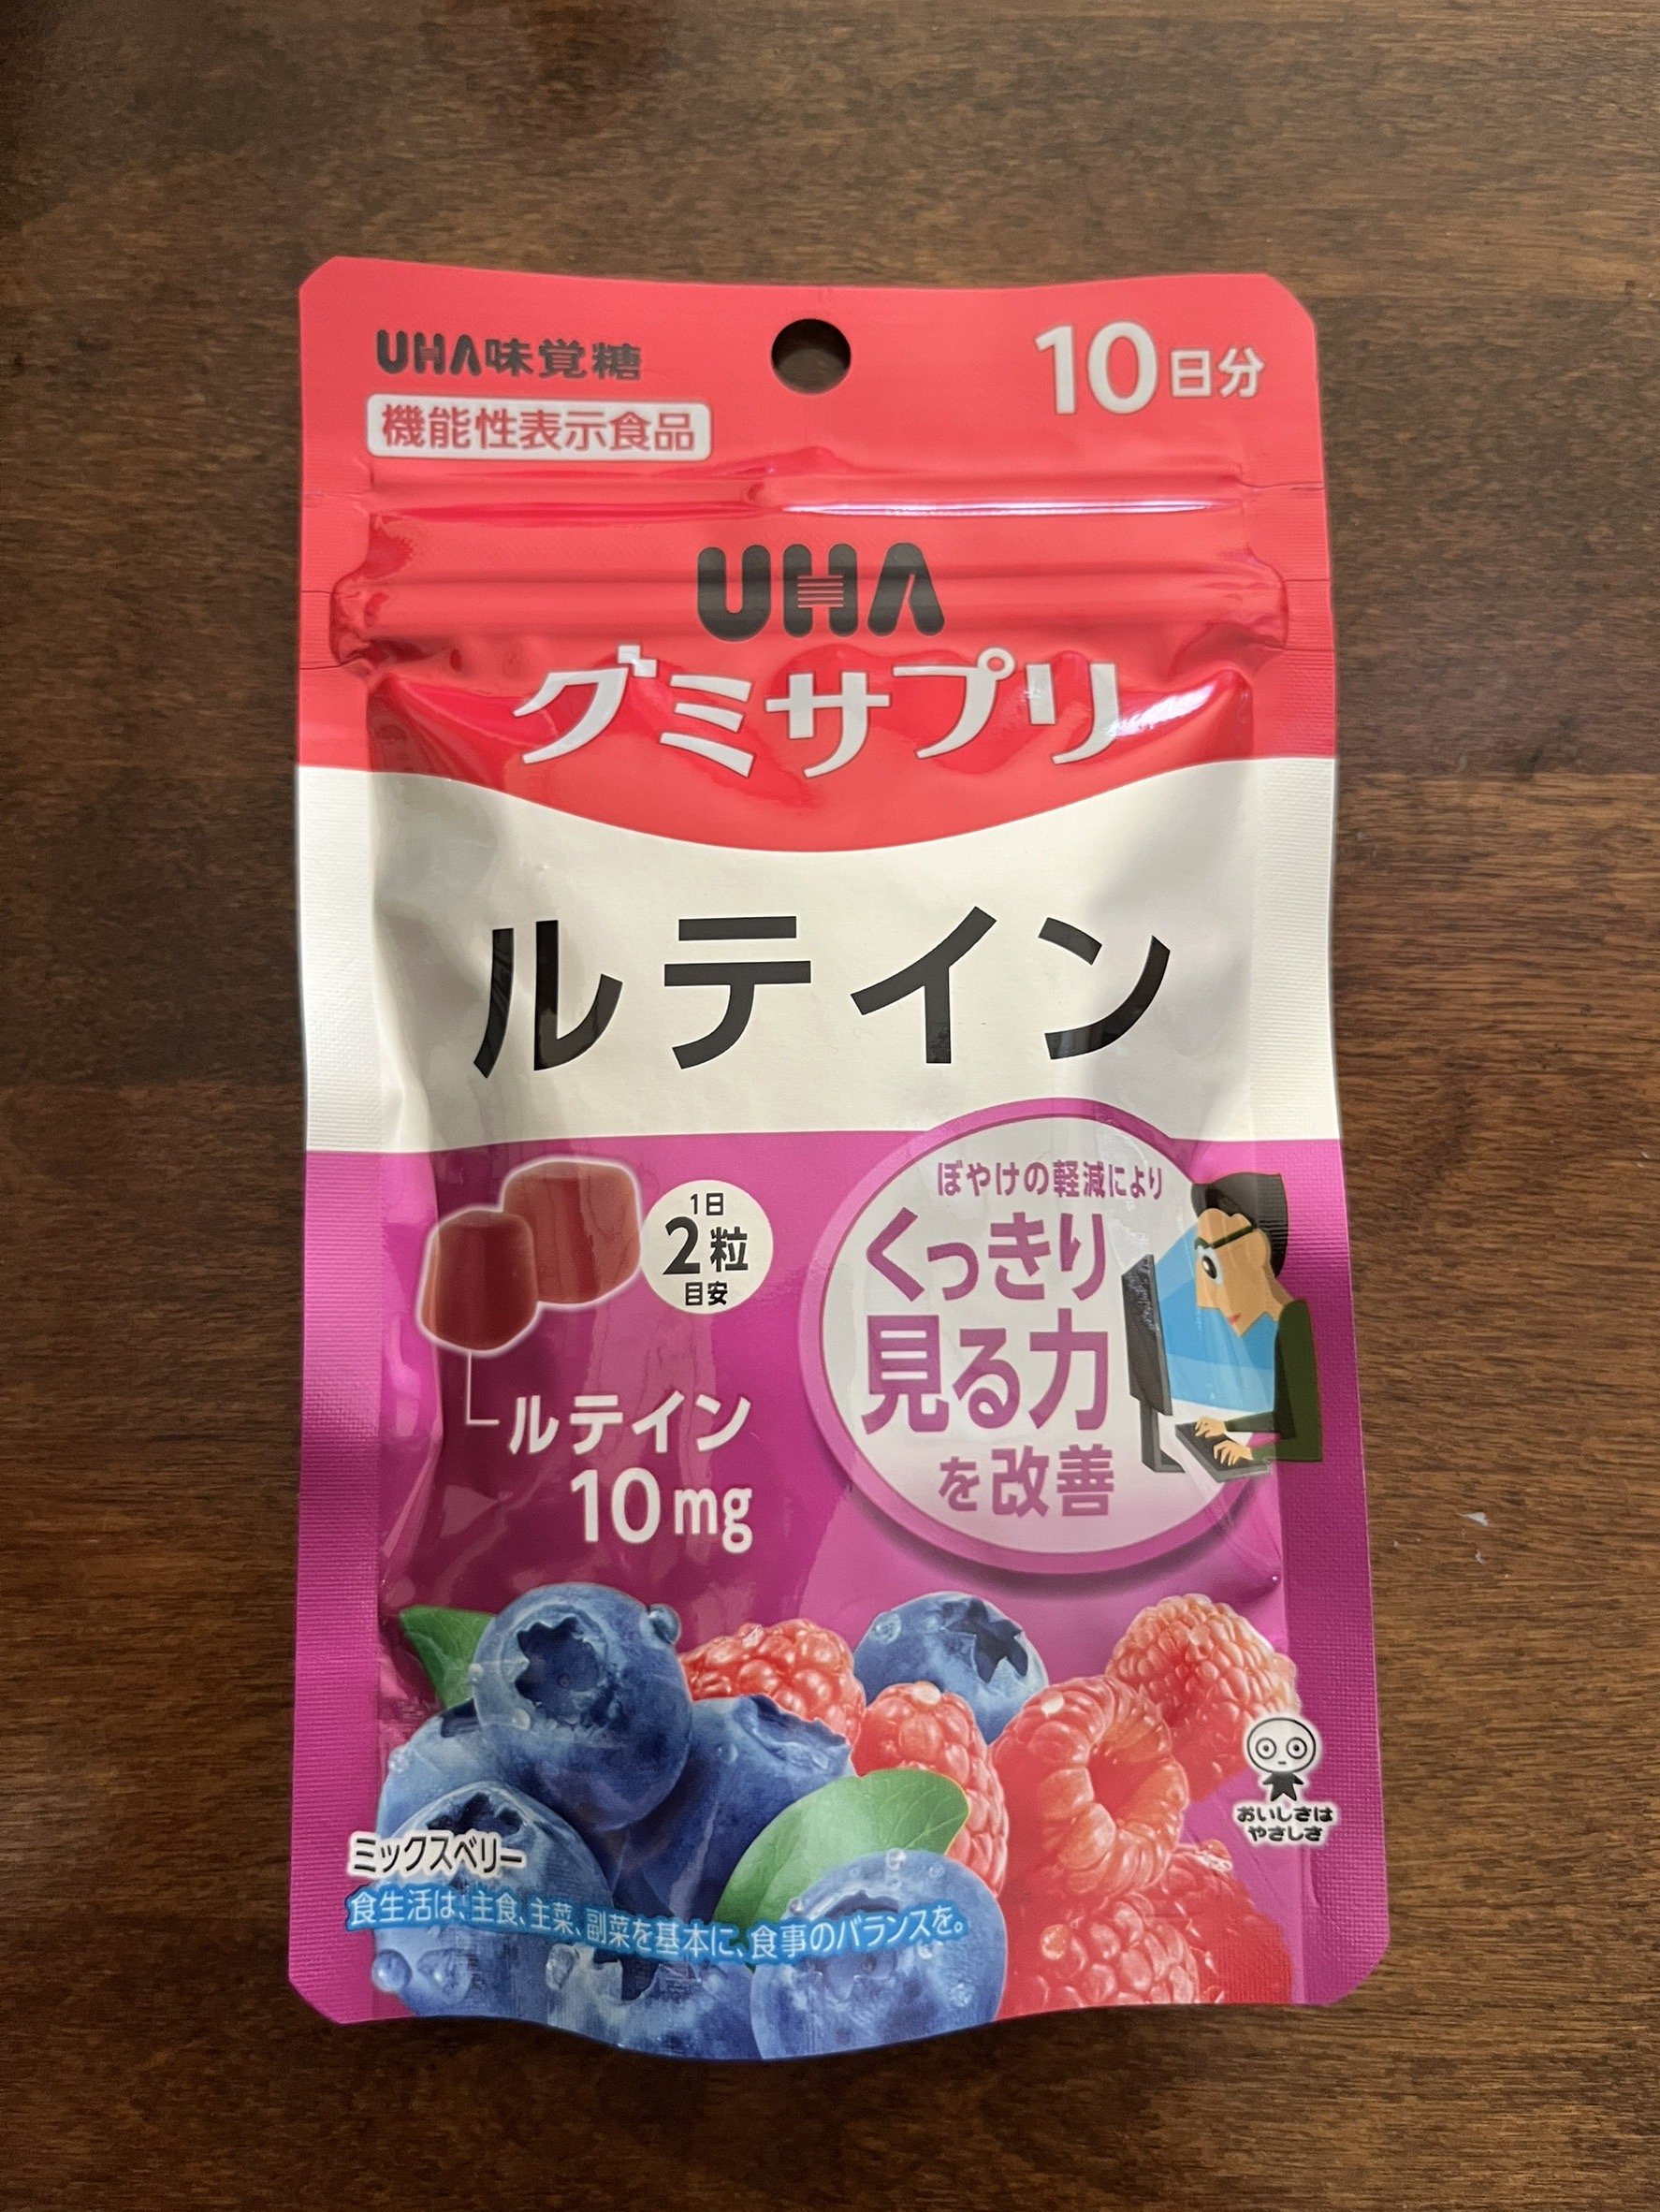 UHA味覚糖
機能性表示食品
10日分
UHA
グミサプリ
ルテイン
1日
2粒
目安
ルテイン
10mg
ぼやけの軽減により
くっきり
見る力
を改善
おいしさは
やさしさ
ミックスベリー
食生活は、主食、主菜、副菜を基本に、食事のバランスを。